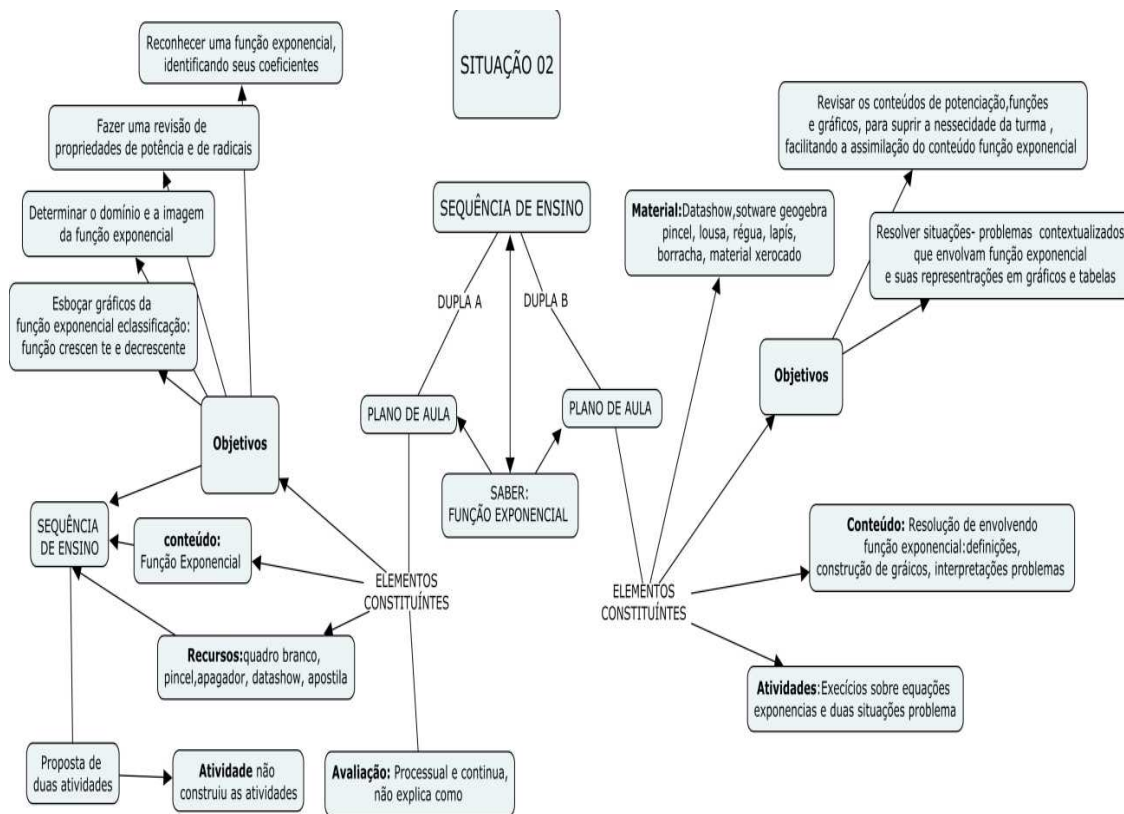 SITUAÇÃO 02
Reconhecer uma função exponencial,
identificando seus coeficientes
Fazer uma revisão de
propriedades de potência e de radicais
Determinar o domínio e a imagem
da função exponencial
Esboçar gráficos da
função exponencial eclassificação:
função crescen te e decrescente
Objetivos
SEQUÊNCIA
DE ENSINO
conteúdo:
Função Exponencial
Recursos:quadro branco,
pincel,apagador, datashow, apostila
Proposta de
duas atividades
Atividade não
construiu as atividades
Avaliação: Processual e continua,
não explica como
ELEMENTOS
CONSTITUÍNTES
SEQUÊNCIA DE ENSINO
DUPLA A
DUPLA B
PLANO DE AULA
PLANO DE AULA
SABER:
FUNÇÃO EXPONENCIAL
Material:Datashow,sotware geogebra
pincel, lousa, régua, lapís,
borracha, material xerocado
Revisar os conteúdos de potenciação,funções
e gráficos, para suprir a nessecidade da turma ,
facilitando a assimilação do conteúdo função exponencial
Resolver situações- problemas contextualizados
que envolvam função exponencial
e suas representrações em gráficos e tabelas
Objetivos
Conteúdo: Resolução de envolvendo
função exponencial:definições,
construção de gráicos, interpretações problemas
ELEMENTOS
CONSTITUÍNTES
Atividades:Execícios sobre equações
exponencias e duas situações problema